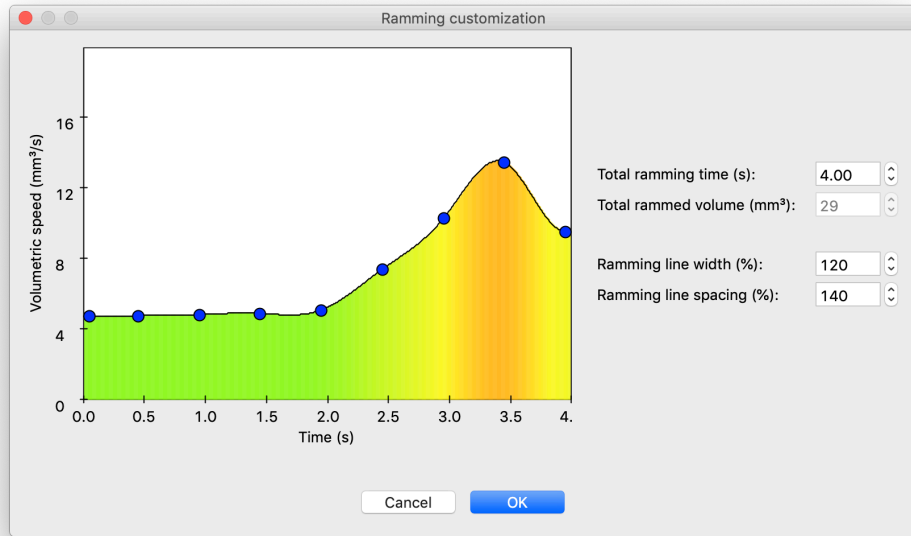 Ramming customization
Volumetric speed (mm³/s)
16
12
8
4
0
0.0 0.5 1.0 1.5 2.0 2.5 3.0 3.5 4.
Time (s)
Total ramming time (s): 4.00
Total rammed volume (mm³): 29
Ramming line width (%): 120
Ramming line spacing (%): 140
Cancel OK